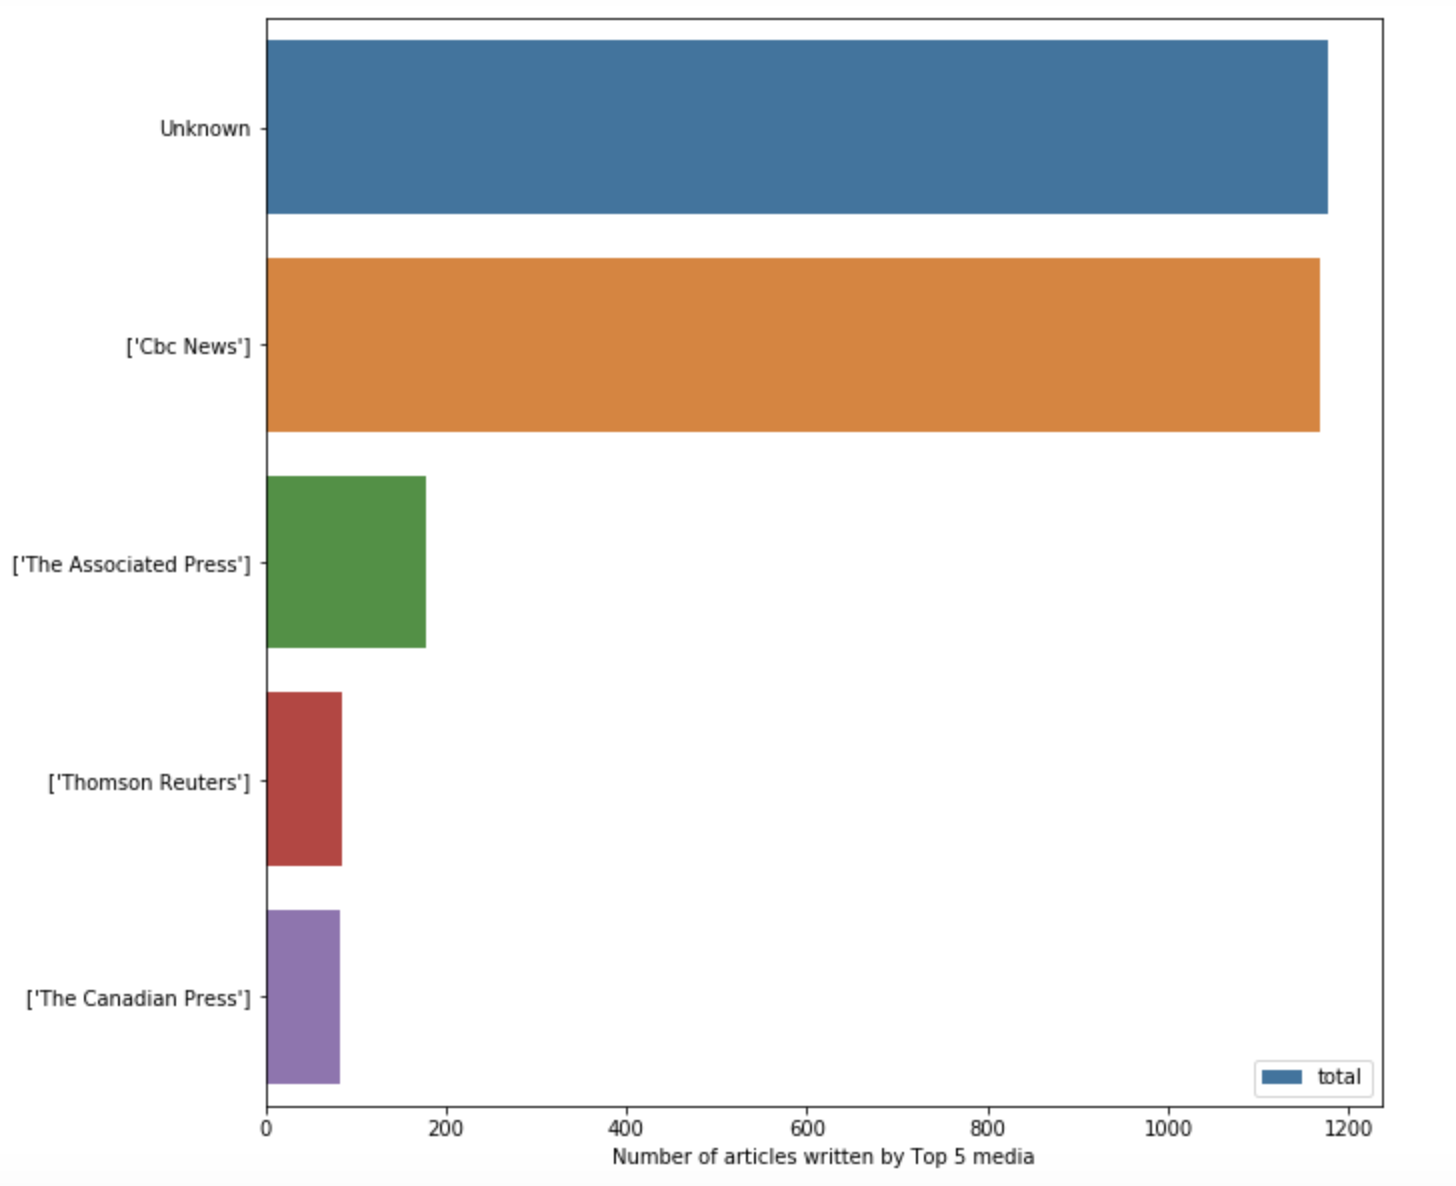 Unknown
['Cbc News']
['The Associated Press']
['Thomson Reuters']
['The Canadian Press']
total
0 200 400 600 800 1000 1200
Number of articles written by Top 5 media